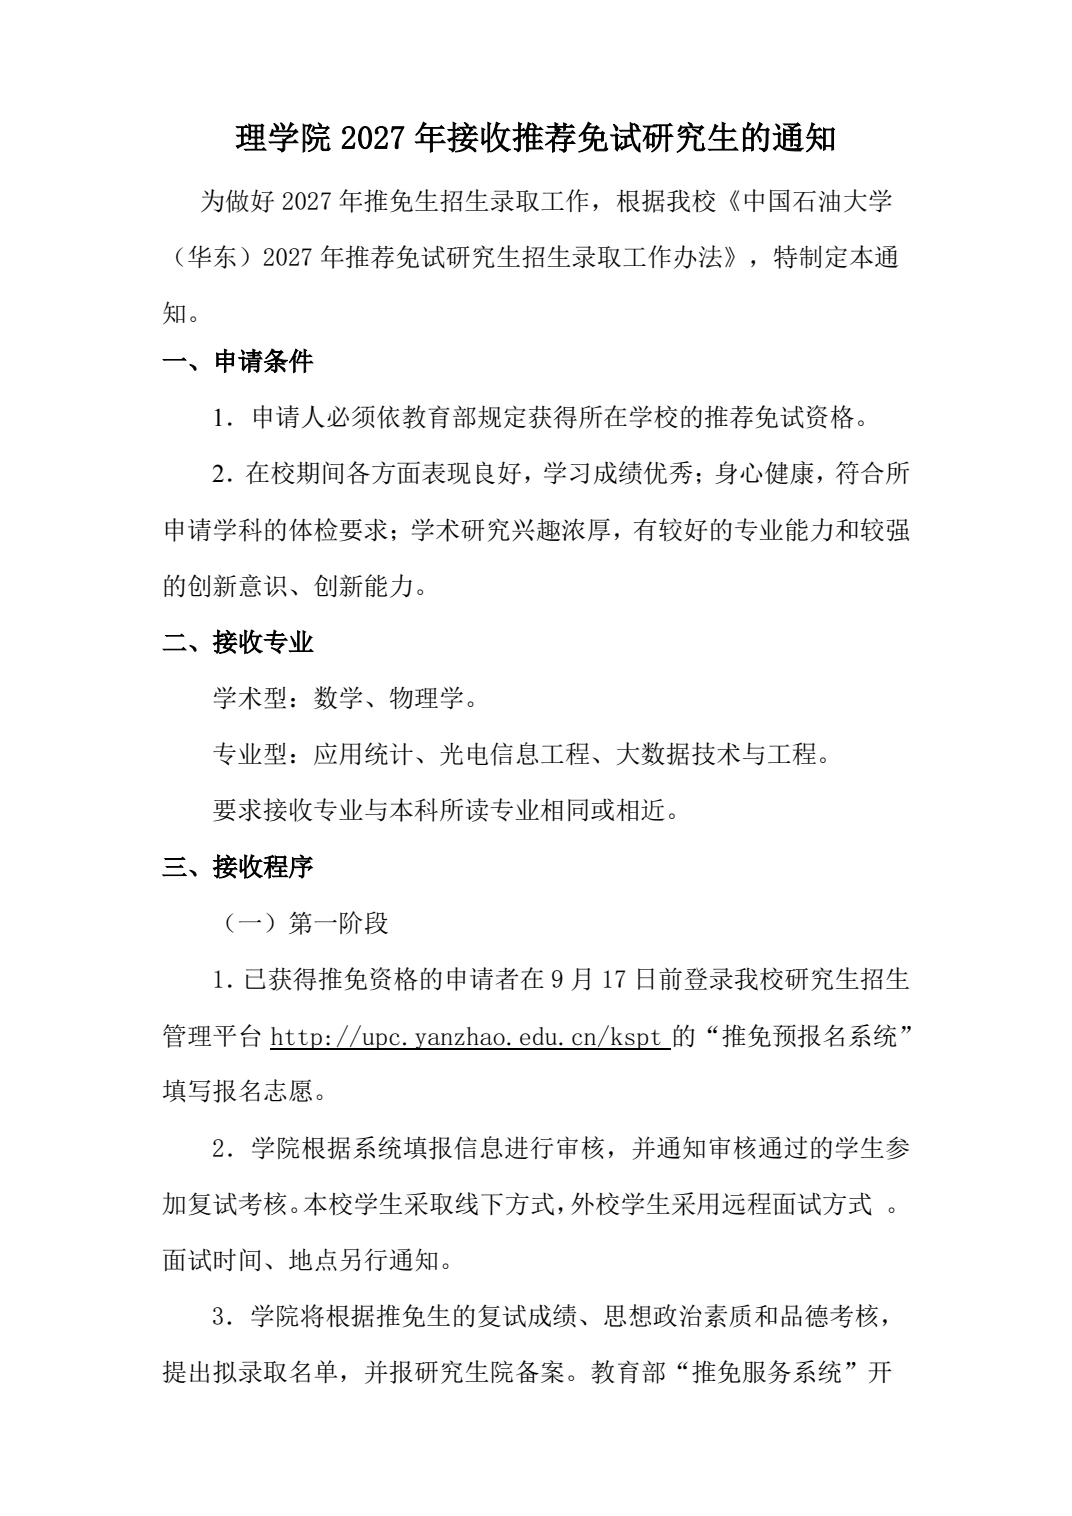 理学院 2027 年接收推荐免试研究生的通知
为做好 2027 年推免生招生录取工作，根据我校《中国石油大学
（华东）2027 年推荐免试研究生招生录取工作办法》，特制定本通
知。
一、申请条件
1．申请人必须依教育部规定获得所在学校的推荐免试资格。
2．在校期间各方面表现良好，学习成绩优秀；身心健康，符合所
申请学科的体检要求；学术研究兴趣浓厚，有较好的专业能力和较强
的创新意识、创新能力。
二、接收专业
学术型：数学、物理学。
专业型：应用统计、光电信息工程、大数据技术与工程。
要求接收专业与本科所读专业相同或相近。
三、接收程序
（一）第一阶段
1.已获得推免资格的申请者在 9 月 17 日前登录我校研究生招生
管理平台 http://upc.yanzhao.edu.cn/kspt 的“推免预报名系统”
填写报名志愿。
2．学院根据系统填报信息进行审核，并通知审核通过的学生参
加复试考核。本校学生采取线下方式，外校学生采用远程面试方式 。
面试时间、地点另行通知。
3．学院将根据推免生的复试成绩、思想政治素质和品德考核，
提出拟录取名单，并报研究生院备案。教育部“推免服务系统”开